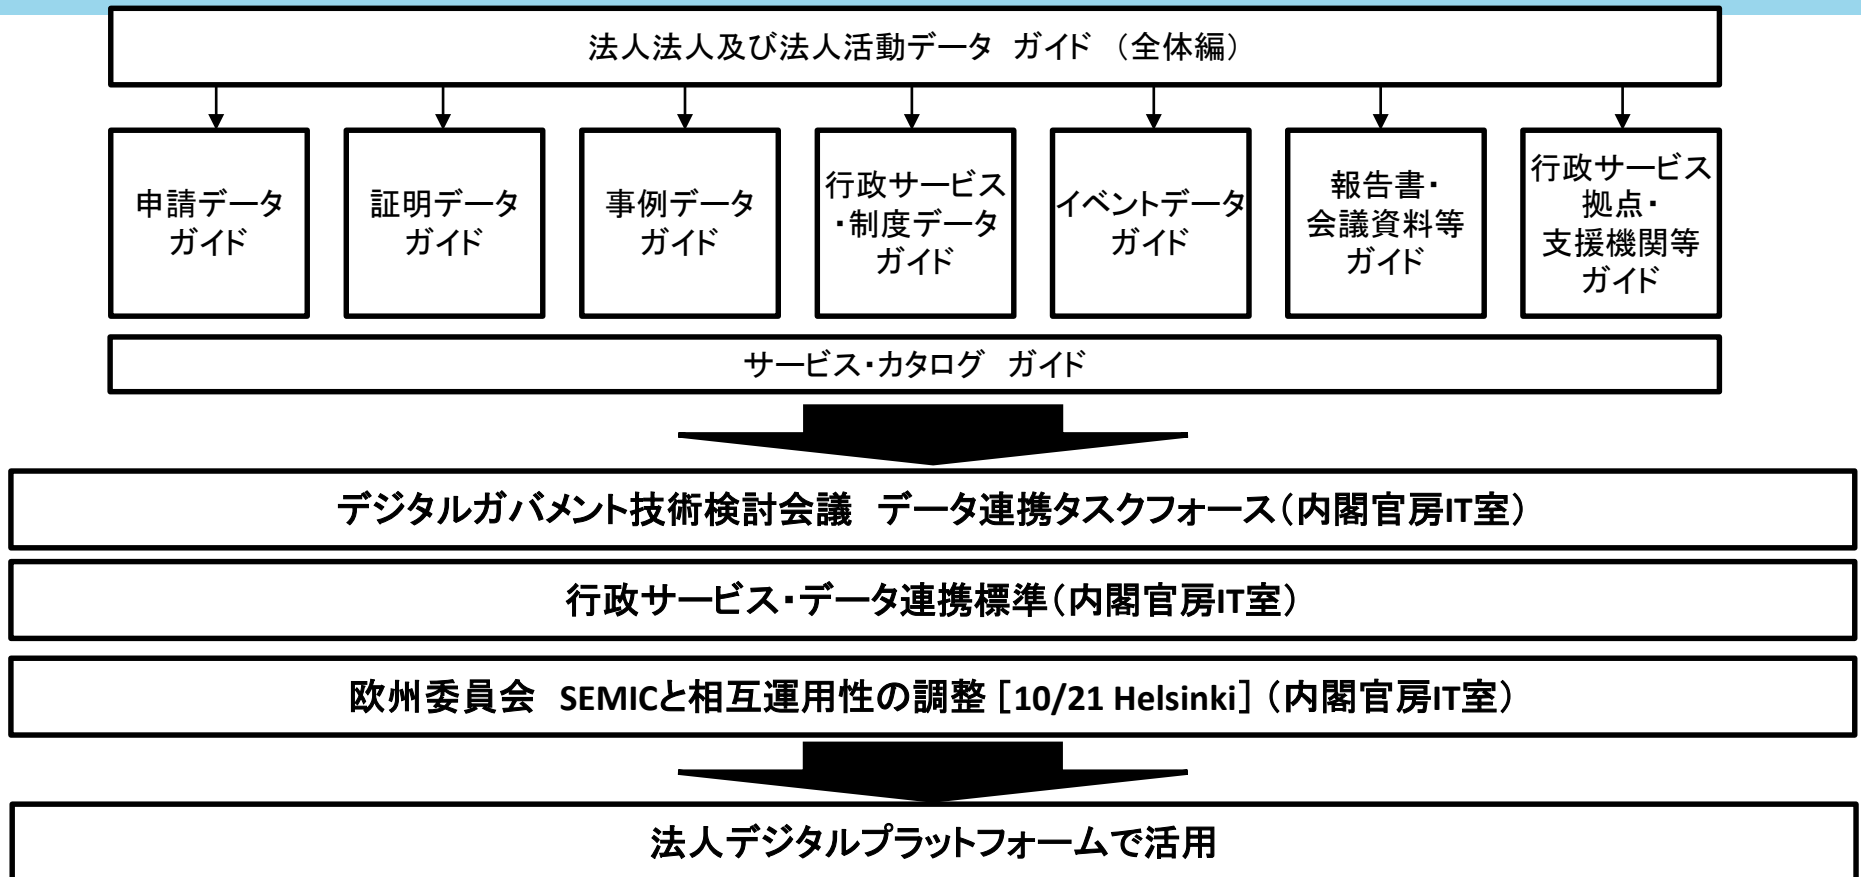 法人法人及び法人活動データ ガイド （全体編）
申請データ
ガイド
証明データ
ガイド
事例データ
ガイド
行政サービス
・制度データ
ガイド
イベントデータ
ガイド
報告書・
会議資料等
ガイド
行政サービス
拠点・
支援機関等
ガイド
サービス・カタログ ガイド
デジタルガバメント技術検討会議 データ連携タスクフォース（内閣官房IT室）
行政サービス・データ連携標準（内閣官房IT室）
欧州委員会 SEMICと相互運用性の調整［10/21 Helsinki］（内閣官房IT室）
法人デジタルプラットフォームで活用